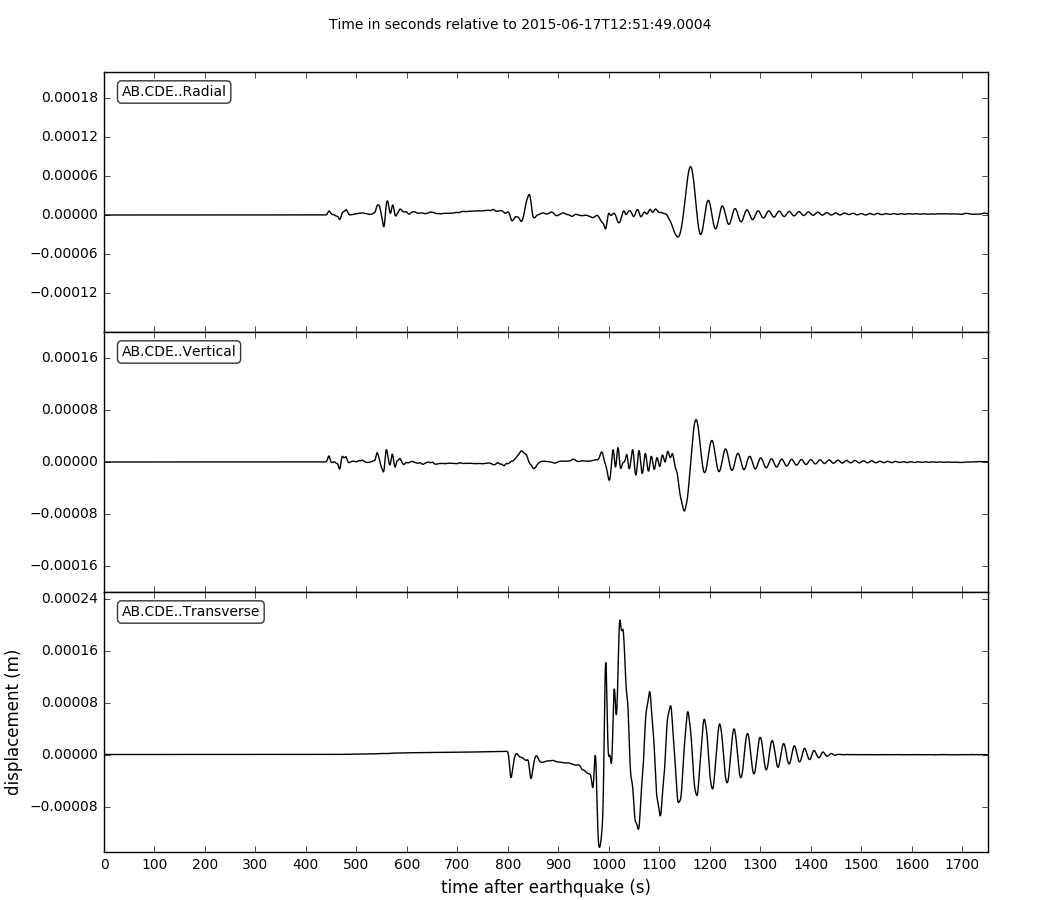 Time in seconds relative to 2015-06-17T12:51:49.0004
AB.CDE..Radial
0.00018
0.00012
0.00006
0.00000
−0.00006
−0.00012
AB.CDE..Vertical
0.00016
0.00008
0.00000
−0.00008
−0.00016
AB.CDE..Transverse
0.00024
0.00016
0.00008
0.00000
−0.00008
displacement (m)
0 100 200 300 400 500 600 700 800 900 1000 1100 1200 1300 1400 1500 1600 1700
time after earthquake (s)